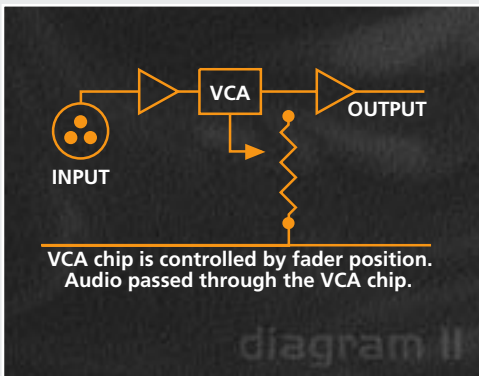 VCA
OUTPUT
INPUT
VCA chip is controlled by fader position.
Audio passed through the VCA chip.
diagram II